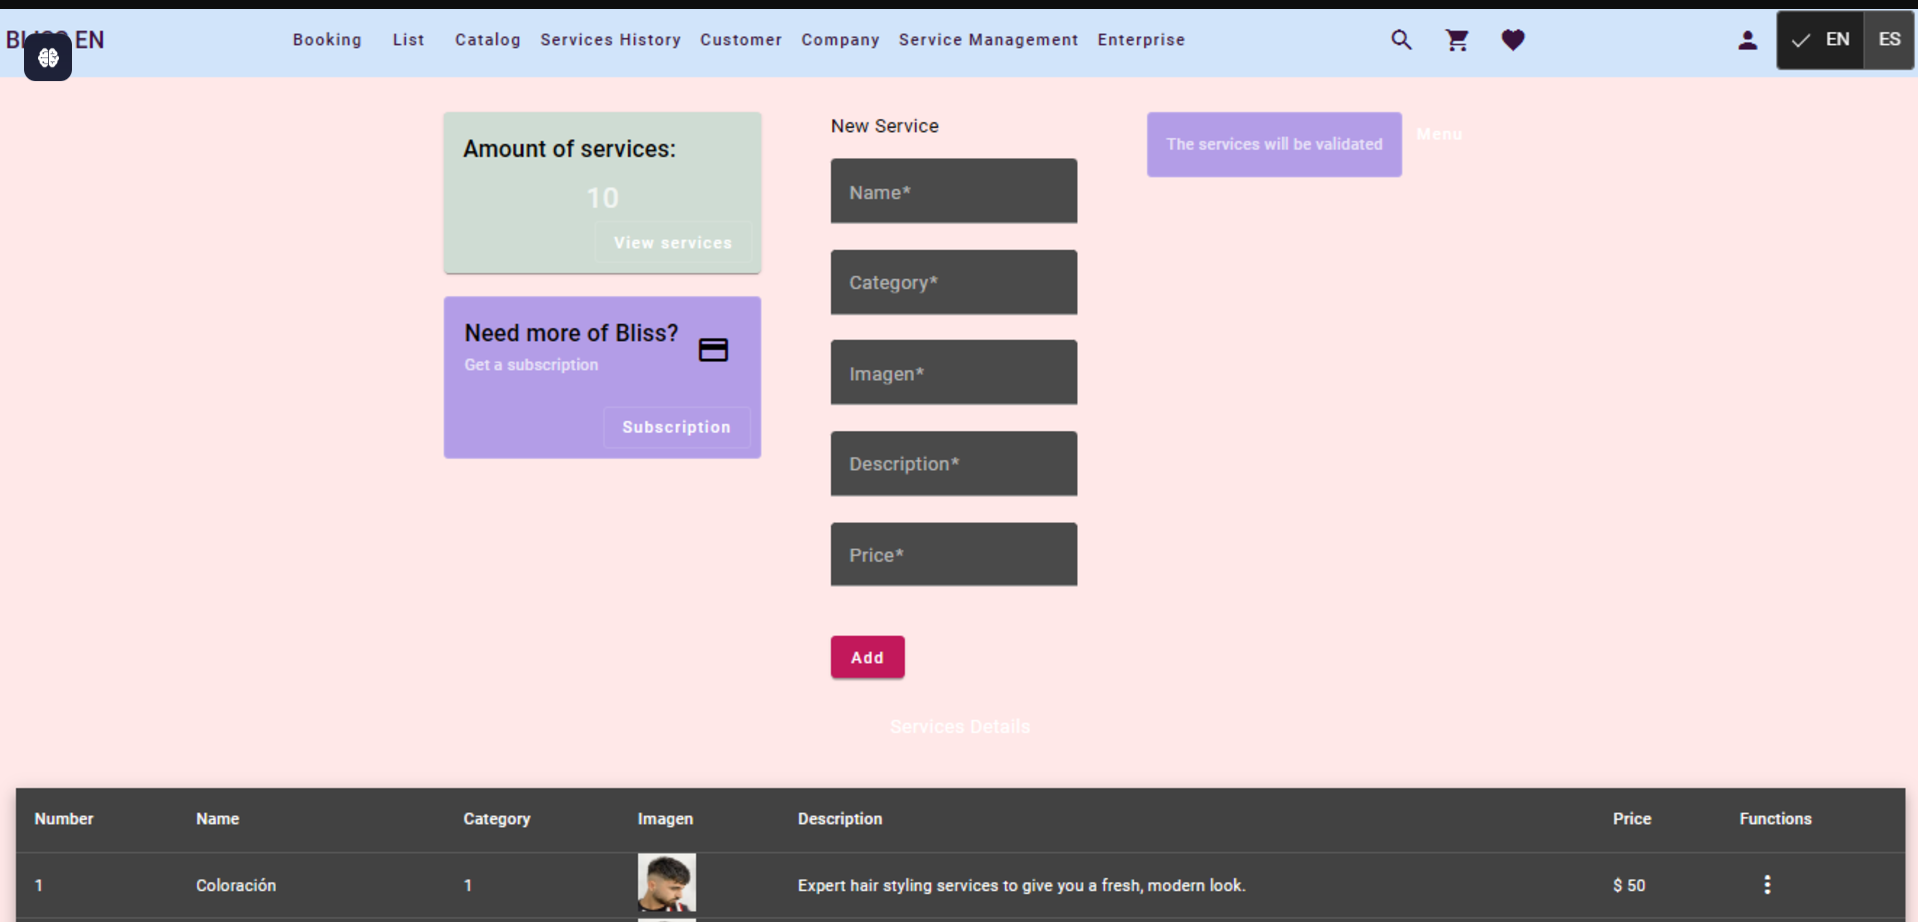 EN
Booking List Catalog Services History Customer Company Service Management Enterprise
EN ES
Amount of services:
10
View services
Need more of Bliss?
Get a subscription
Subscription
New Service
Name*
Category*
Imagen*
Description*
Price*
Add
The services will be validated
Menu
Services Details
Number Name Category Imagen Description Price Functions
1 Coloración 1 Expert hair styling services to give you a fresh, modern look. $ 50